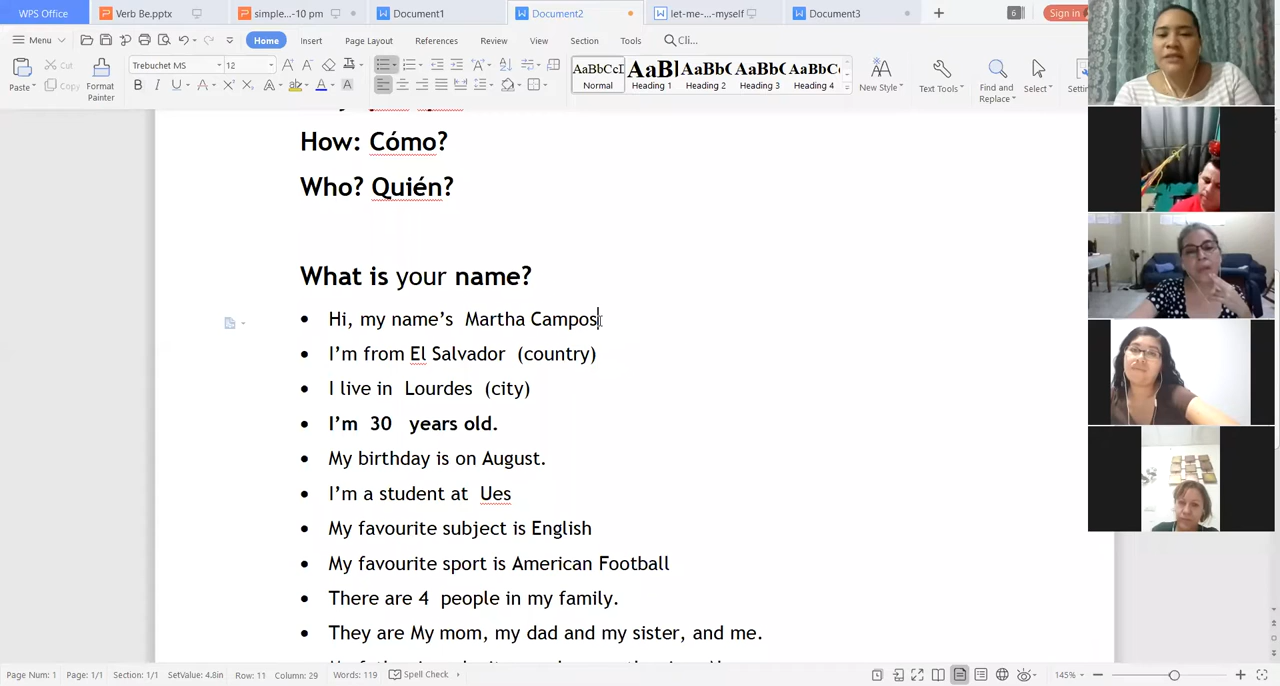 WPS Office Verb Be.pptx simple...-10 pm Document1 Document2 let-me-...-myself Document3 6 Sign in
Menu Home Insert Page Layout References Review View Section Tools Cli...
Paste Cut Copy Format Painter Trebuchet MS 12 AaBbCcD Normal AaBl Heading 1 AaBb( Heading 2 AaBb( Heading 3 AaBbC Heading 4 New Style Text Tools Find and Replace Select
How: Cómo?
Who? Quién?
What is your name?
• Hi, my name’s Martha Campos
• I’m from El Salvador (country)
• I live in Lourdes (city)
• I’m 30 years old.
• My birthday is on August.
• I’m a student at Ues
• My favourite subject is English
• My favourite sport is American Football
• There are 4 people in my family.
• They are My mom, my dad and my sister, and me.
Page Num: 1 Page: 1/1 Section: 1/1 SetValue: 4.8in Row: 11 Column: 29 Words: 119 Spell Check 145%